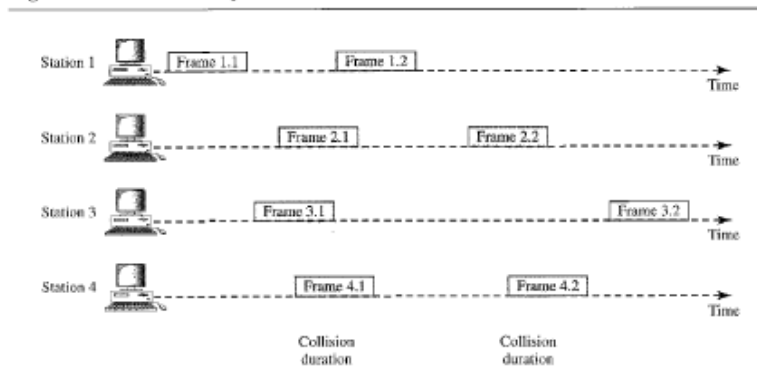 Station 1
Frame 1.1
Frame 1.2
Time
Station 2
Frame 2.1
Frame 2.2
Time
Station 3
Frame 3.1
Frame 3.2
Time
Station 4
Frame 4.1
Frame 4.2
Time
Collision
duration
Collision
duration